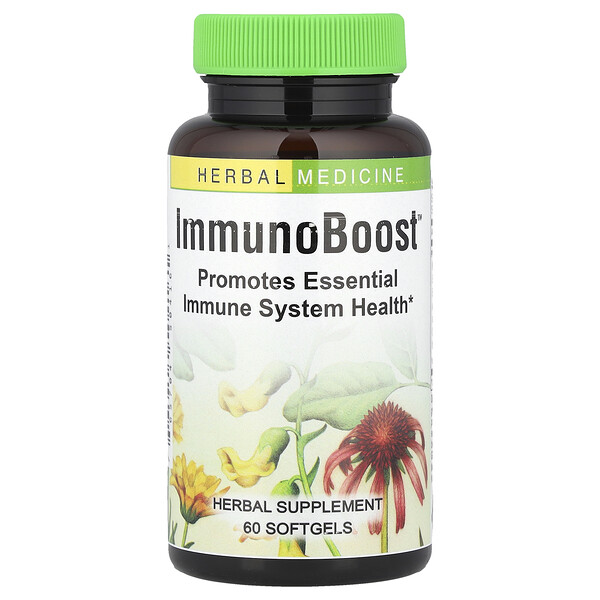 HERBAL MEDICINE
ImmunoBoost™
Promotes Essential
Immune System Health*
HERBAL SUPPLEMENT
60 SOFTGELS